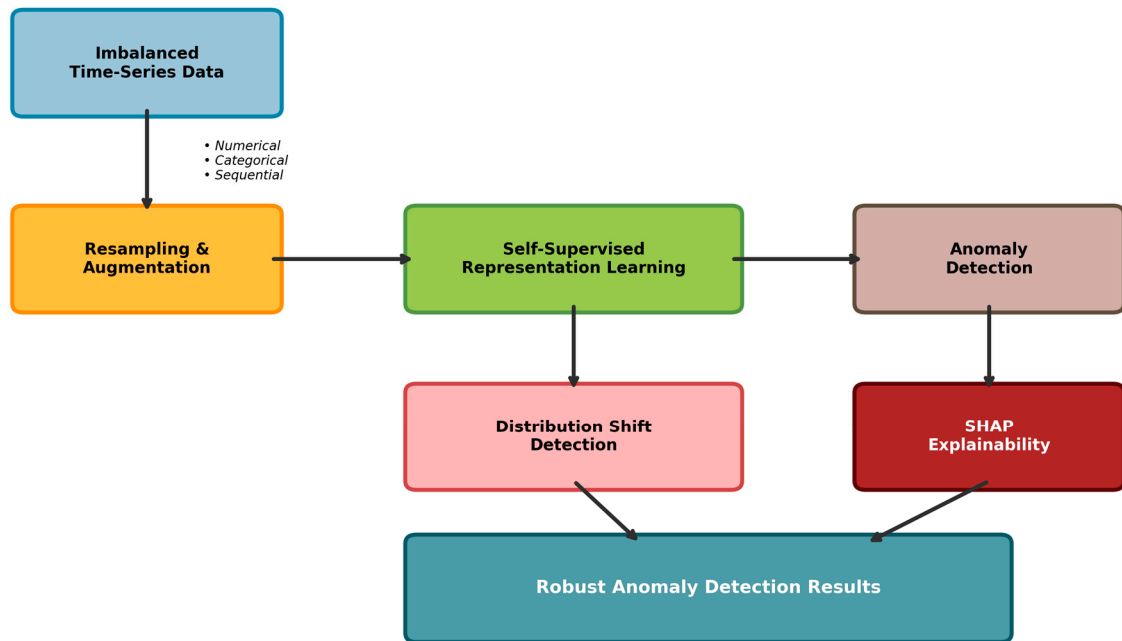 Imbalanced
Time-Series Data
• Numerical
• Categorical
• Sequential
Resampling &
Augmentation
Self-Supervised
Representation Learning
Anomaly
Detection
Distribution Shift
Detection
SHAP
Explainability
Robust Anomaly Detection Results